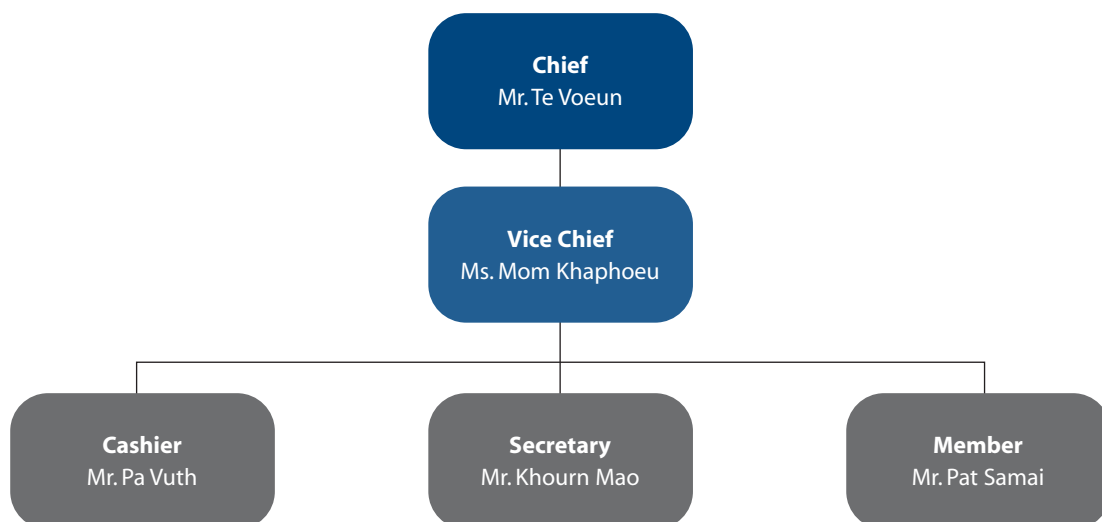 Chief
Mr. Te Voeun
Vice Chief
Ms. Mom Khaphoeu
Cashier
Mr. Pa Vuth
Secretary
Mr. Khourn Mao
Member
Mr. Pat Samai